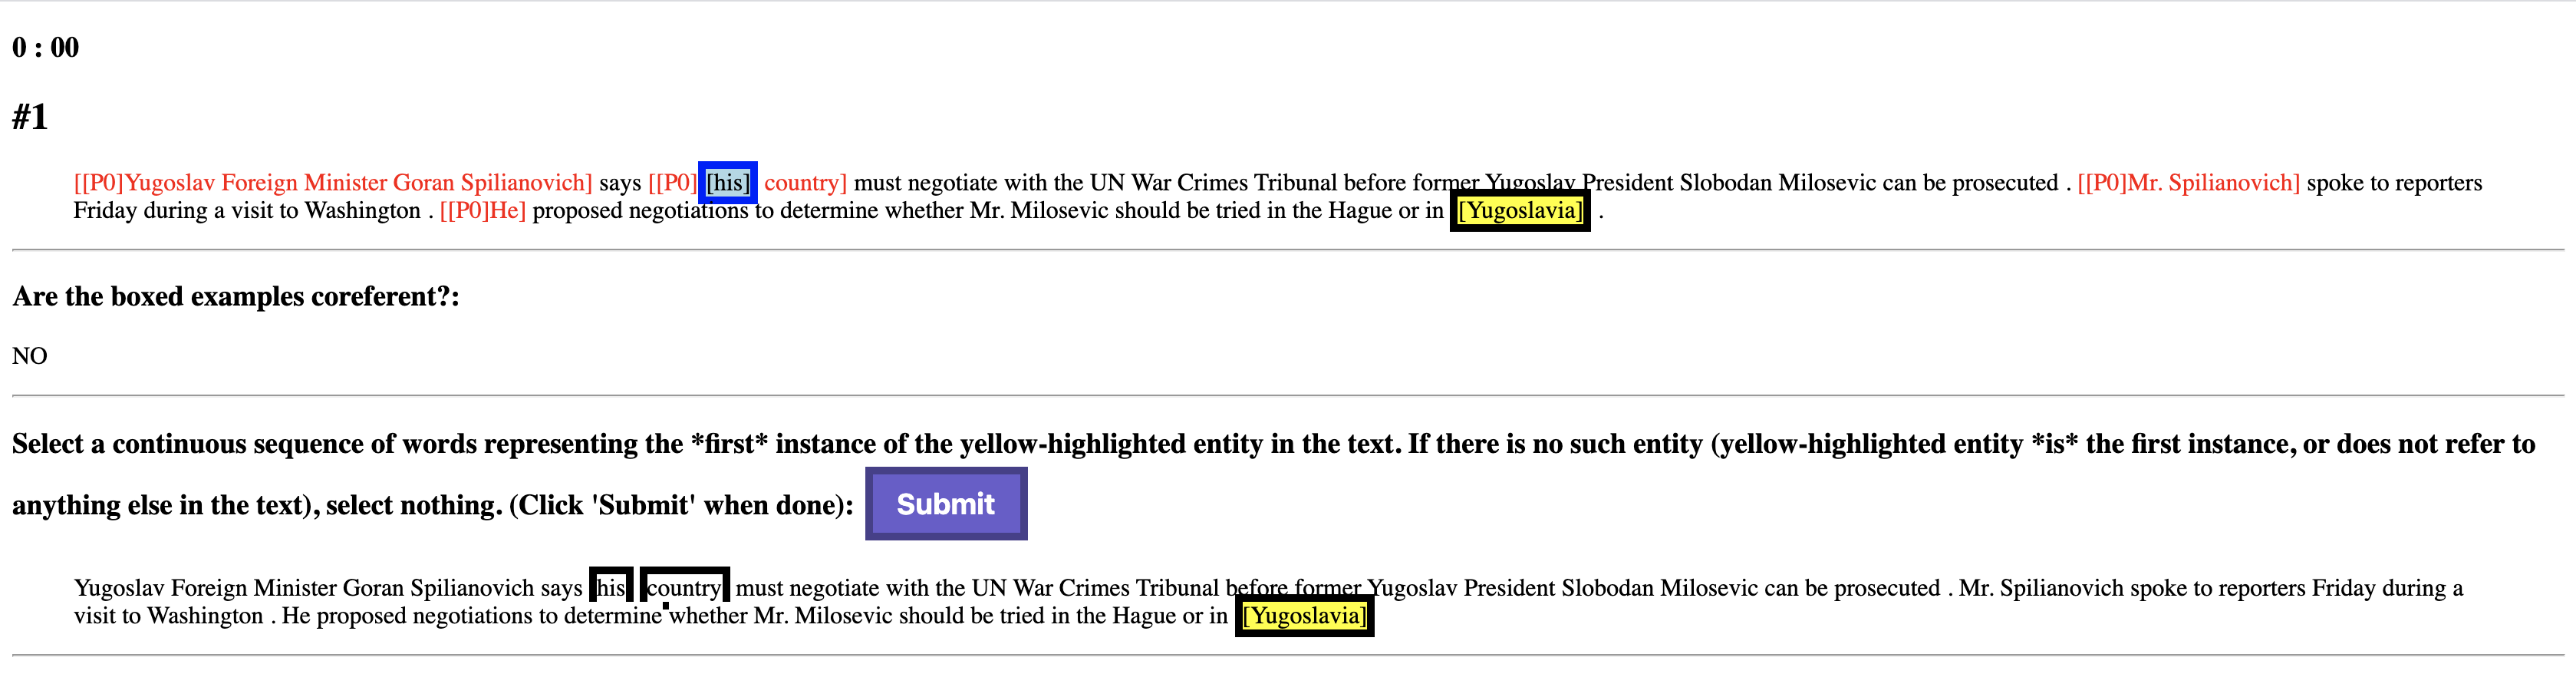 0 : 00
#1
[[P0]Yugoslav Foreign Minister Goran Spilianovich] says [[P0] [his] country] must negotiate with the UN War Crimes Tribunal before former Yugoslav President Slobodan Milosevic can be prosecuted . [[P0]Mr. Spilianovich] spoke to reporters
Friday during a visit to Washington . [[P0]He] proposed negotiations to determine whether Mr. Milosevic should be tried in the Hague or in [Yugoslavia] .
Are the boxed examples coreferent?:
NO
Select a continuous sequence of words representing the *first* instance of the yellow-highlighted entity in the text. If there is no such entity (yellow-highlighted entity *is* the first instance, or does not refer to
anything else in the text), select nothing. (Click 'Submit' when done): Submit
Yugoslav Foreign Minister Goran Spilianovich says his country must negotiate with the UN War Crimes Tribunal before former Yugoslav President Slobodan Milosevic can be prosecuted . Mr. Spilianovich spoke to reporters Friday during a
visit to Washington . He proposed negotiations to determine whether Mr. Milosevic should be tried in the Hague or in [Yugoslavia]